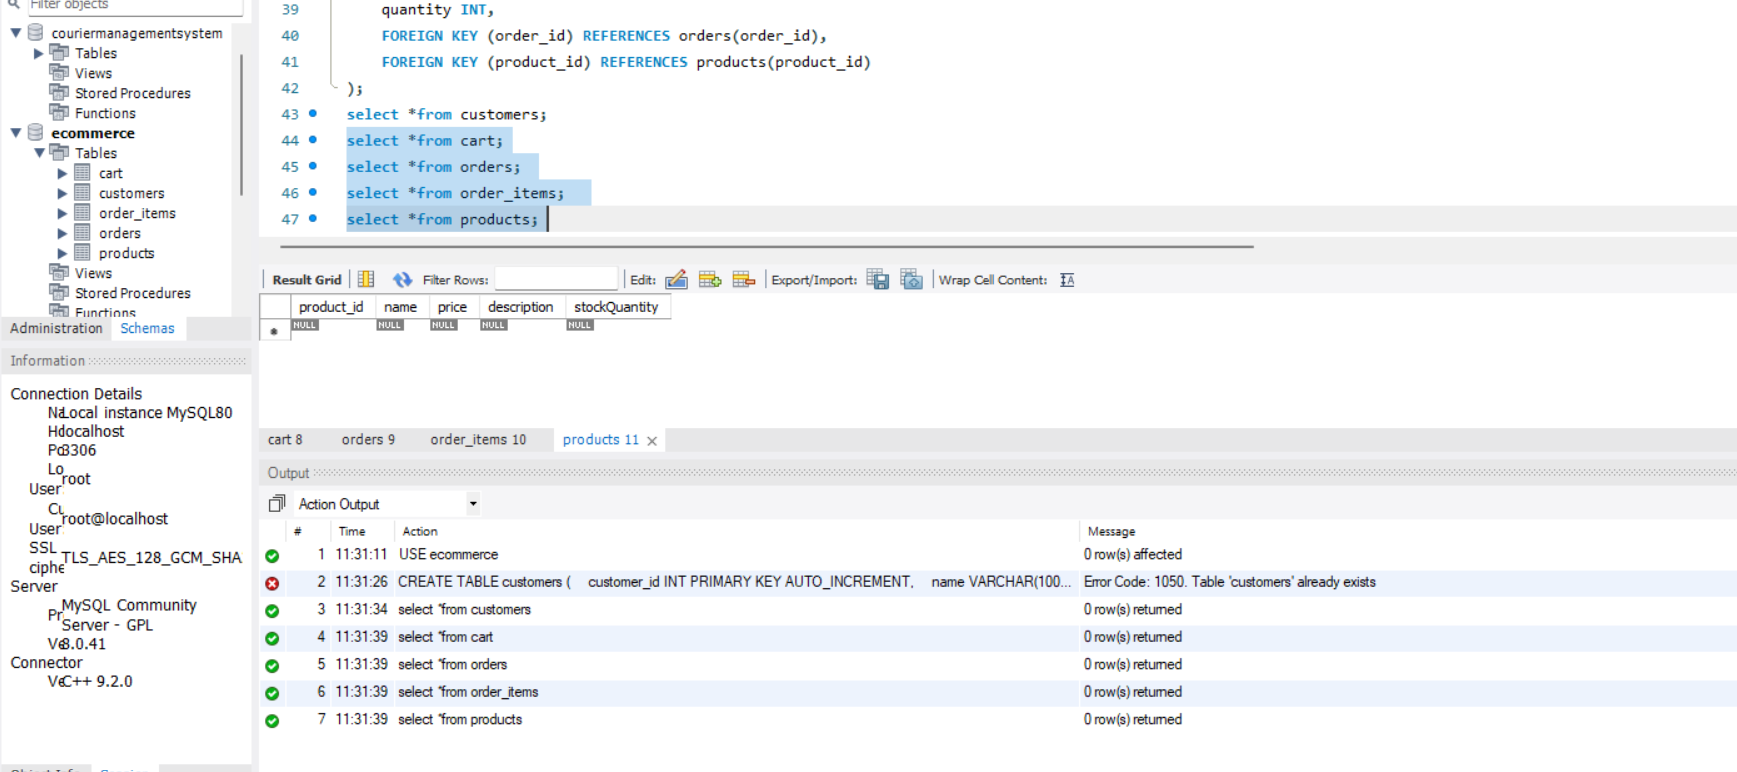 Filter objects
couriermanagementsystem
Tables
Views
Stored Procedures
Functions
ecommerce
Tables
cart
customers
order_items
orders
products
Views
Stored Procedures
Functions
Administration Schemas
Information
Connection Details
Local instance MySQL80
localhost
3306
Lo
root
User
Cu
root@localhost
User
SSL
TLS_AES_128_GCM_SHA
ciphe
Server
MySQL Community
Pr
Server - GPL
8.0.41
Connector
C++ 9.2.0
39 quantity INT,
40 FOREIGN KEY (order_id) REFERENCES orders(order_id),
41 FOREIGN KEY (product_id) REFERENCES products(product_id)
42 );
43 select *from customers;
44 select *from cart;
45 select *from orders;
46 select *from order_items;
47 select *from products;
Result Grid Filter Rows: Edit: Export/Import: Wrap Cell Content: IA
product_id name price description stockQuantity
* NULL NULL NULL NULL NULL
cart 8 orders 9 order_items 10 products 11 ×
Output
Action Output
# Time Action Message
1 11:31:11 USE ecommerce 0 row(s) affected
2 11:31:26 CREATE TABLE customers ( customer_id INT PRIMARY KEY AUTO_INCREMENT, name VARCHAR(100... Error Code: 1050. Table 'customers' already exists
3 11:31:34 select *from customers 0 row(s) returned
4 11:31:39 select *from cart 0 row(s) returned
5 11:31:39 select *from orders 0 row(s) returned
6 11:31:39 select *from order_items 0 row(s) returned
7 11:31:39 select *from products 0 row(s) returned